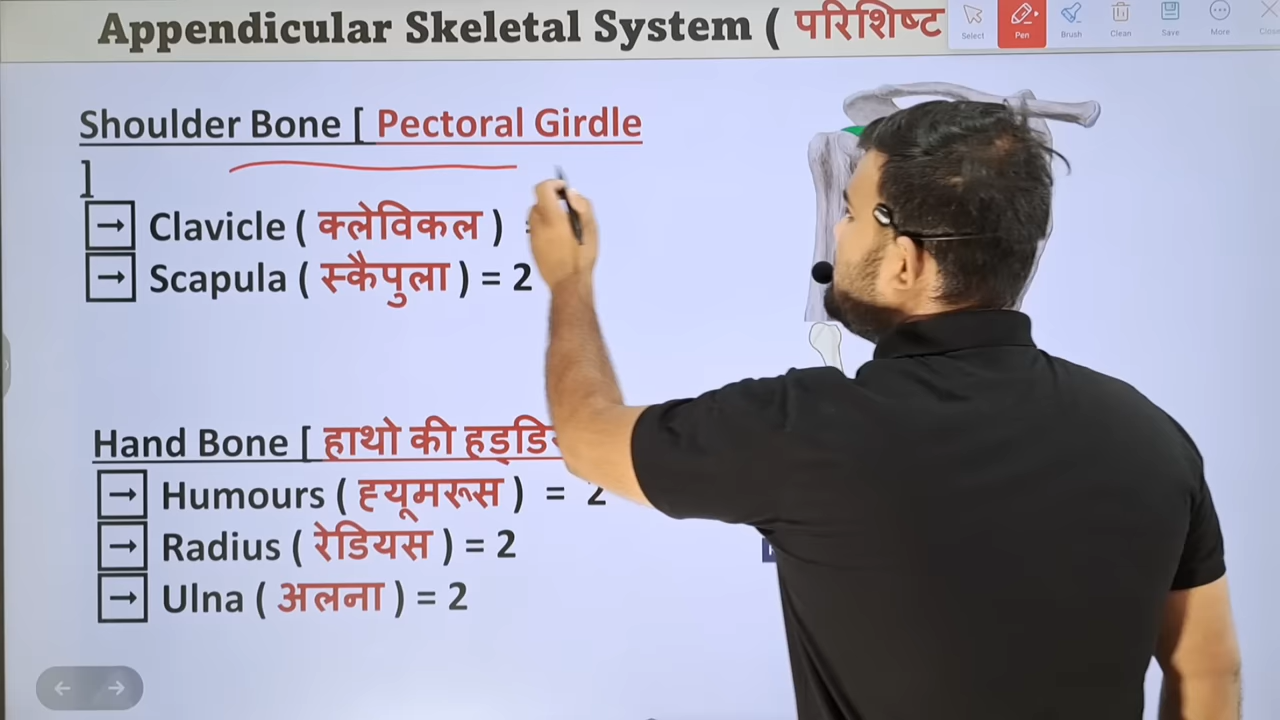 Appendicular Skeletal System ( परिशिष्ट
Select Pen Brush Clean Save More
Shoulder Bone [ Pectoral Girdle
]
→ Clavicle ( क्लेविकल )
→ Scapula ( स्कैपुला ) = 2
Hand Bone [ हाथो की
→ Humours ( ह्यूमरूस ) = 2
→ Radius ( रेडियस ) = 2
→ Ulna ( अलना ) = 2